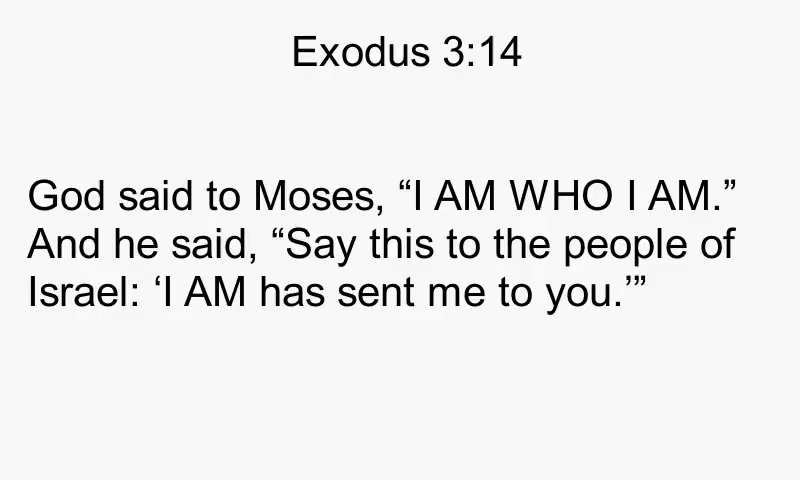 Exodus 3:14
God said to Moses, “I AM WHO I AM.”
And he said, “Say this to the people of
Israel: ‘I AM has sent me to you.’”